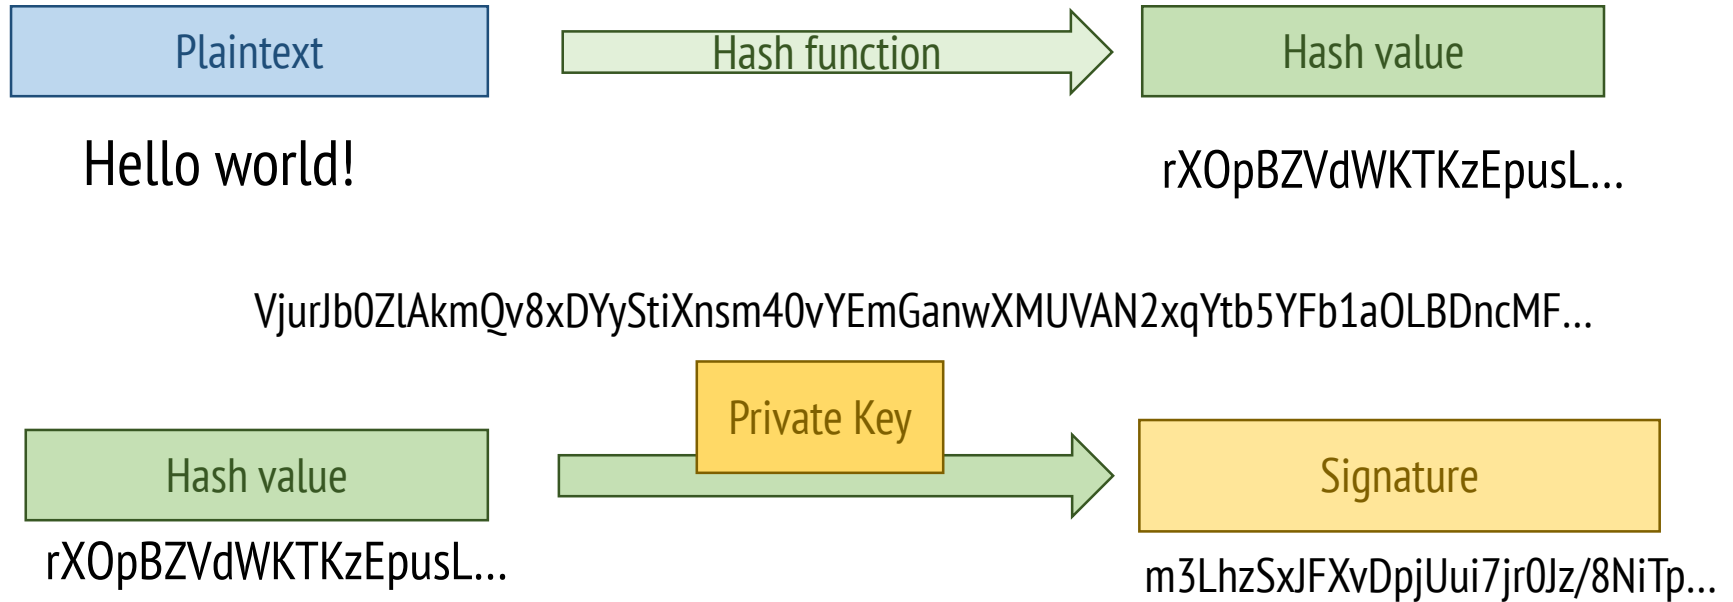 Plaintext
Hash function
Hash value
Hello world!
rXOpBZVdWKTKzEpusL...
VjurJb0ZlAkmQv8xDYyStiXnsm40vYEmGanwXMUVAN2xqYtb5YFb1aOLBDncMF...
Private Key
Hash value
Signature
rXOpBZVdWKTKzEpusL...
m3LhzSxJFXvDpjUui7jr0Jz/8NiTp...